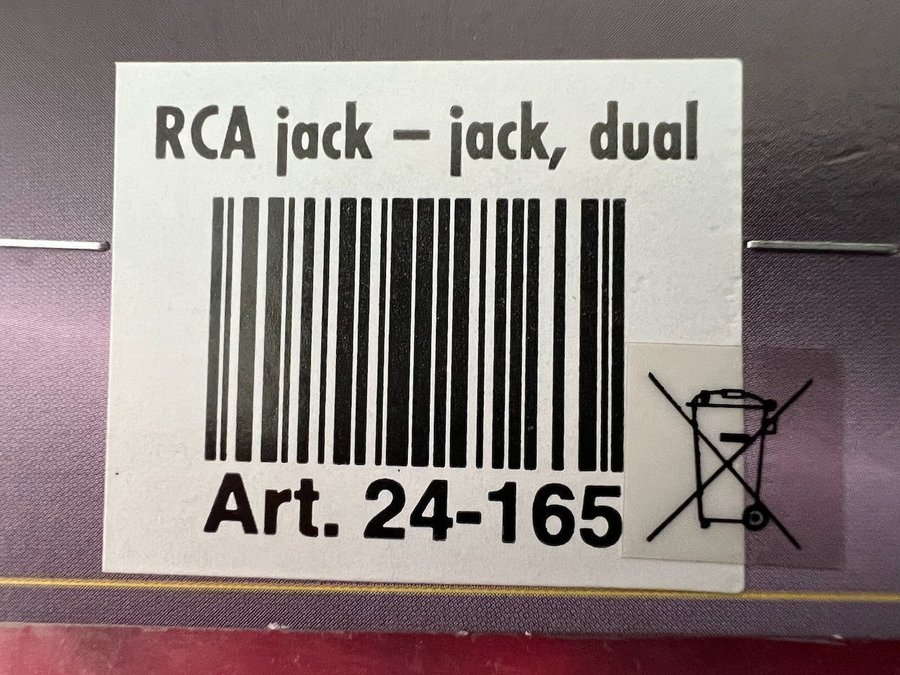 RCA jack – jack, dual
Art. 24-165